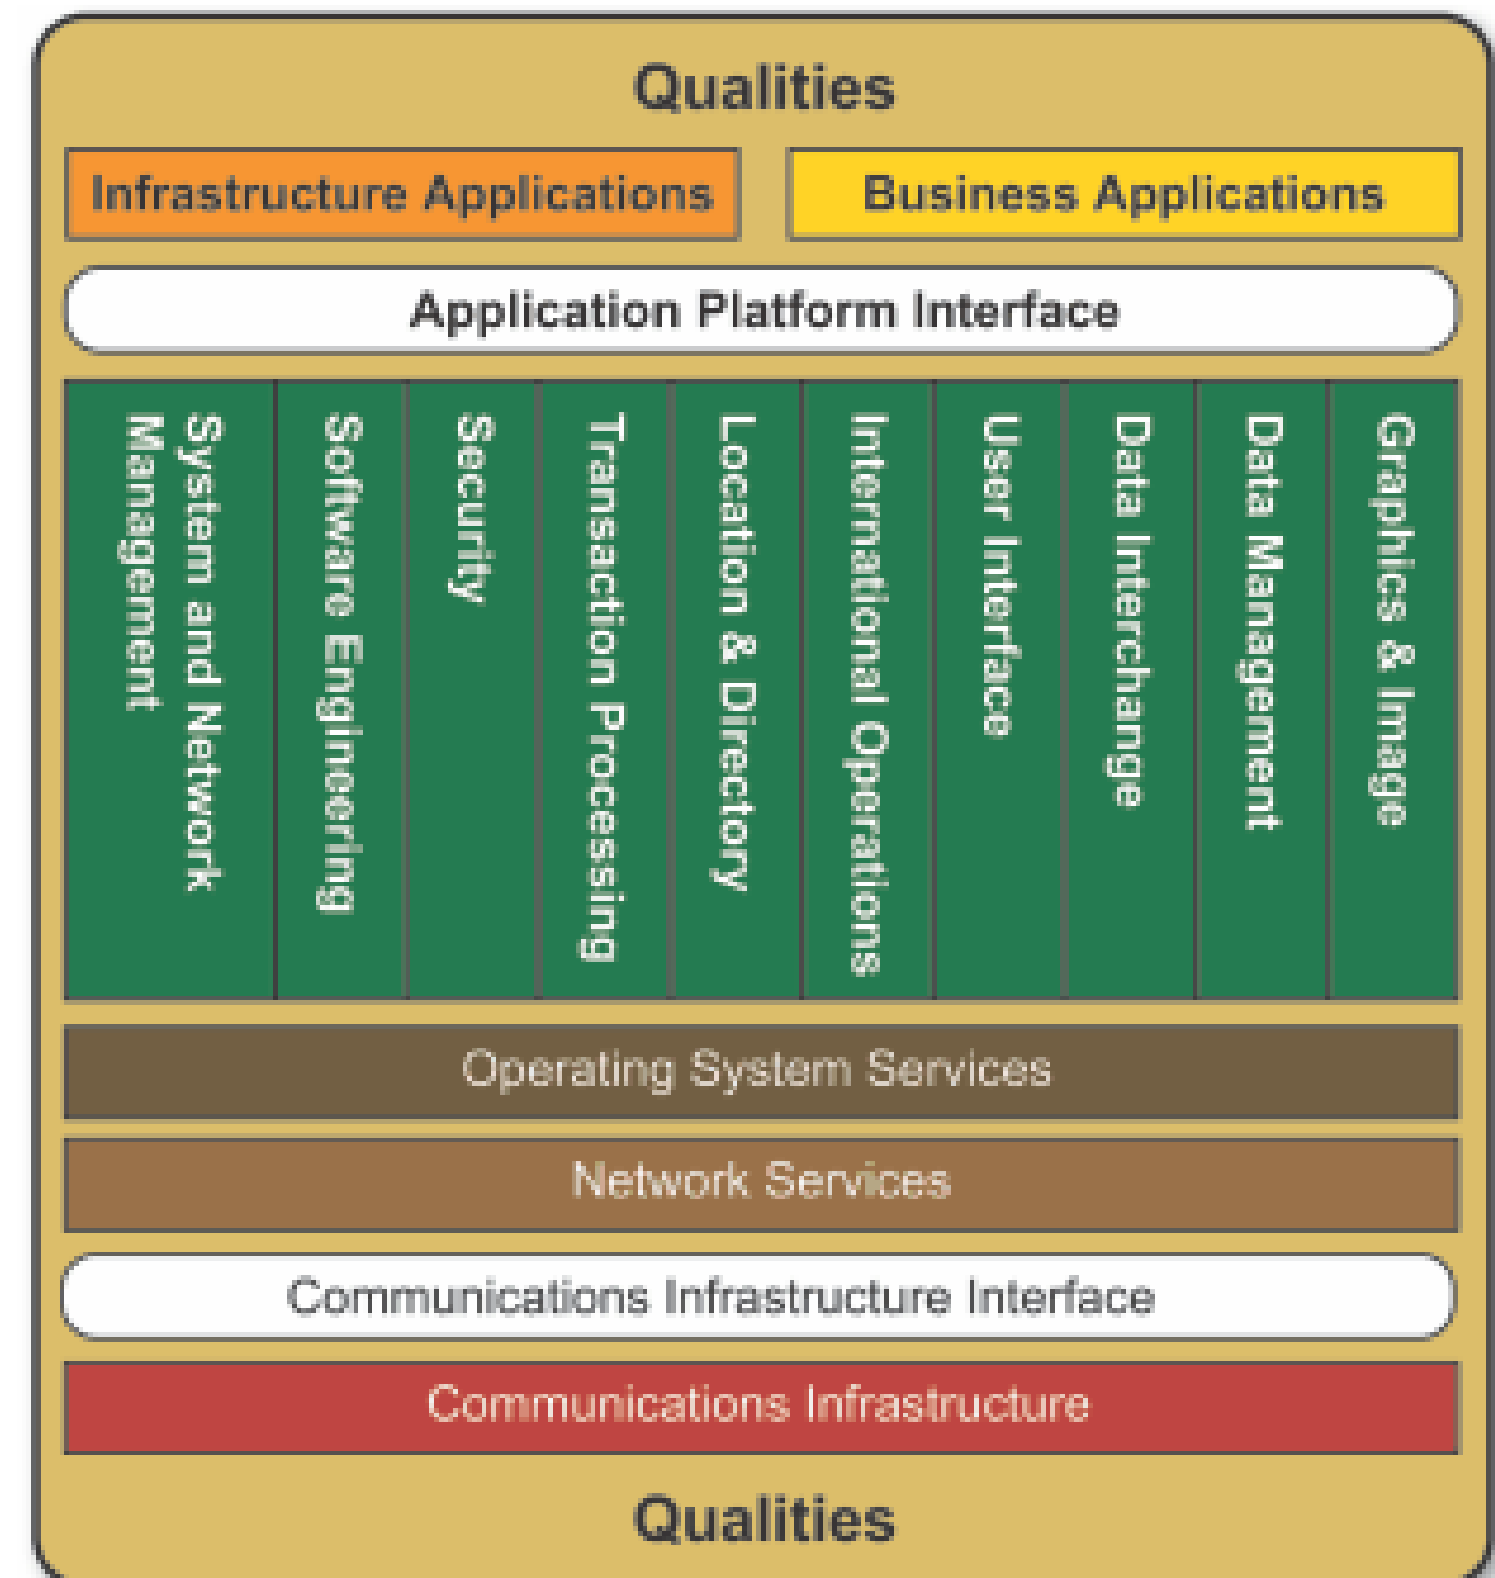 Qualities
Infrastructure Applications
Business Applications
Application Platform Interface
System and Network
Management
Software Engineering
Security
Transaction Processing
Location & Directory
International Operations
User Interface
Data Interchange
Data Management
Graphics & Image
Operating System Services
Network Services
Communications Infrastructure Interface
Communications Infrastructure
Qualities